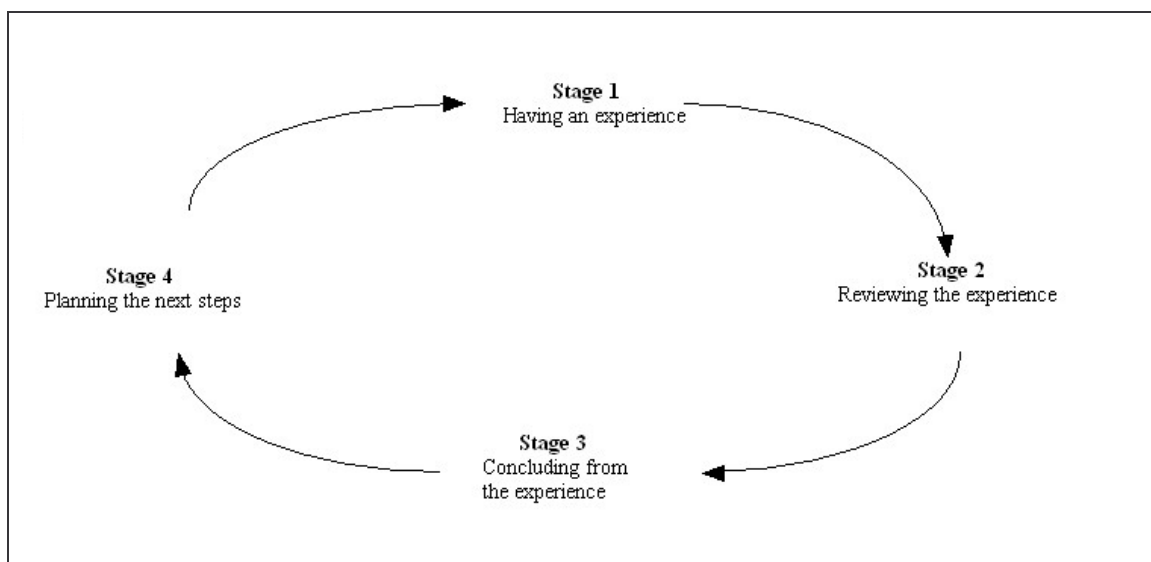 Stage 1
Having an experience
Stage 2
Reviewing the experience
Stage 3
Concluding from
the experience
Stage 4
Planning the next steps